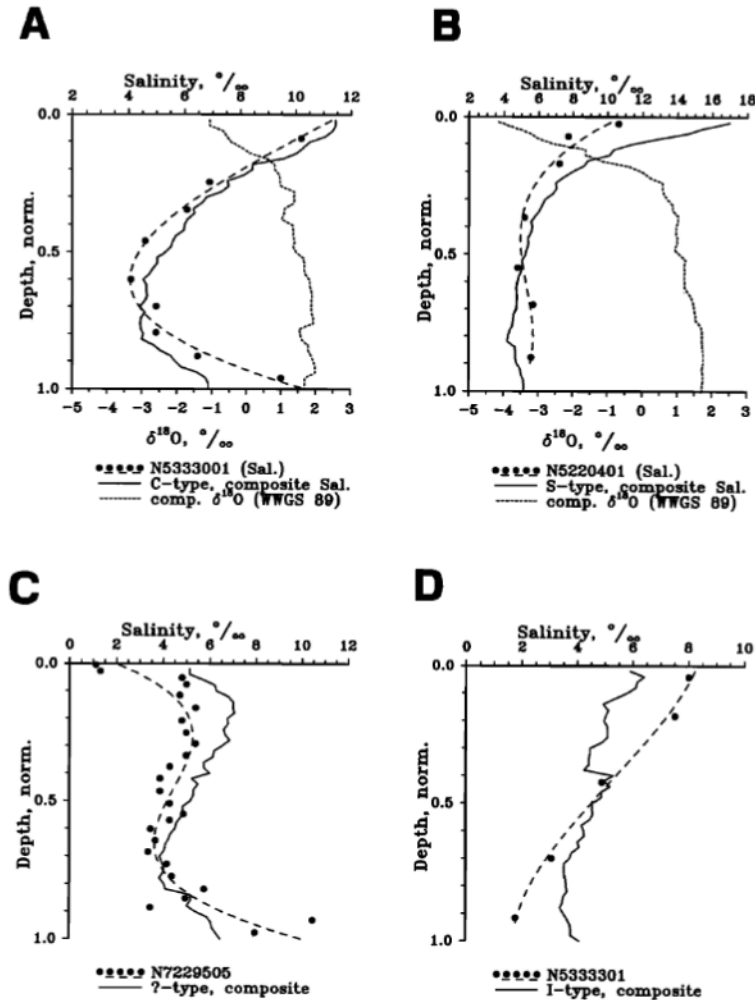 A
Salinity, °/∞
2 4 6 8 10 12
0.0
0.5
1.0
Depth, norm.
−5 −4 −3 −2 −1 0 1 2 3
δ¹⁸O, °/∞
N5333001 (Sal.)
C-type, composite Sal.
comp. δ¹⁸O (WWGS 89)
B
Salinity, °/∞
2 4 6 8 10 12 14 16 18
0.0
0.5
1.0
Depth, norm.
−5 −4 −3 −2 −1 0 1 2 3
δ¹⁸O, °/∞
N5220401 (Sal.)
S-type, composite Sal.
comp. δ¹⁸O (WWGS 89)
C
Salinity, °/∞
0 2 4 6 8 10 12
0.0
0.5
1.0
Depth, norm.
N7229505
?-type, composite
D
Salinity, °/∞
0 2 4 6 8 10
0.0
0.5
1.0
Depth, norm.
N5333301
I-type, composite